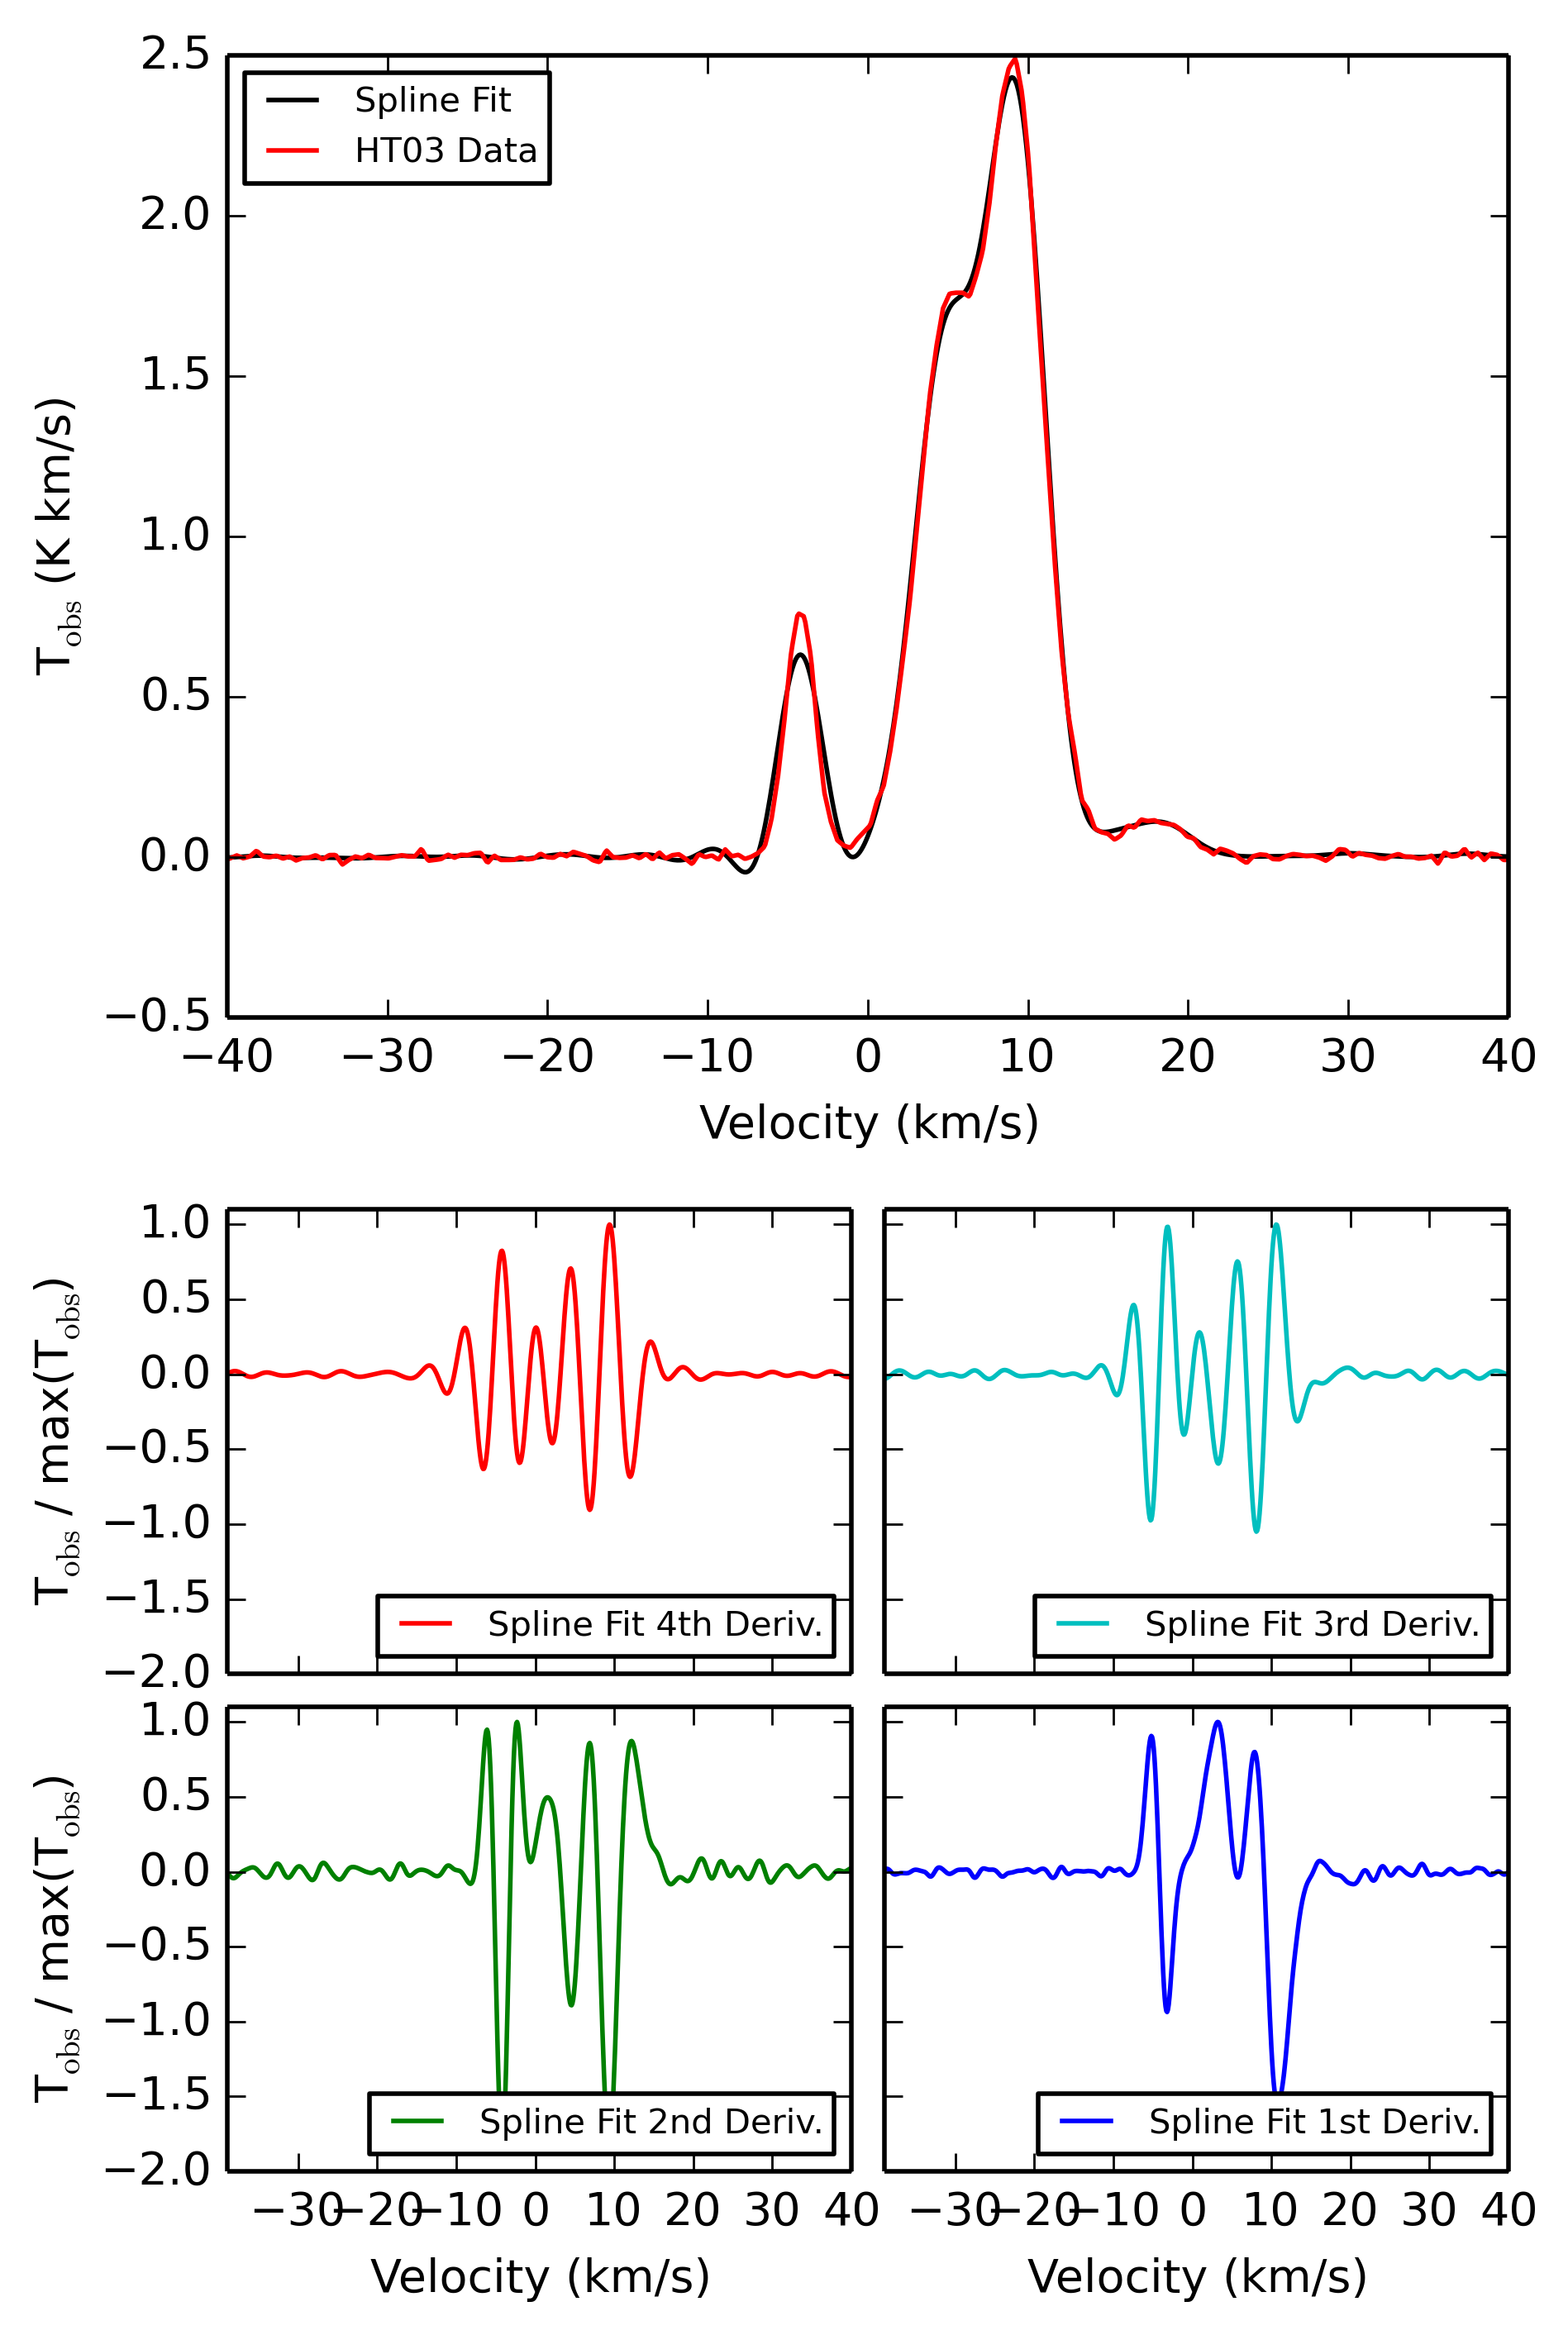 2.5
2.0
1.5
1.0
0.5
0.0
−0.5
T_obs (K km/s)
Spline Fit
HT03 Data
−40 −30 −20 −10 0 10 20 30 40
Velocity (km/s)
1.0
0.5
0.0
−0.5
−1.0
−1.5
−2.0
T_obs / max(T_obs)
Spline Fit 4th Deriv.
Spline Fit 3rd Deriv.
1.0
0.5
0.0
−0.5
−1.0
−1.5
−2.0
T_obs / max(T_obs)
Spline Fit 2nd Deriv.
Spline Fit 1st Deriv.
−30 −20 −10 0 10 20 30 40
−30 −20 −10 0 10 20 30 40
Velocity (km/s)
Velocity (km/s)